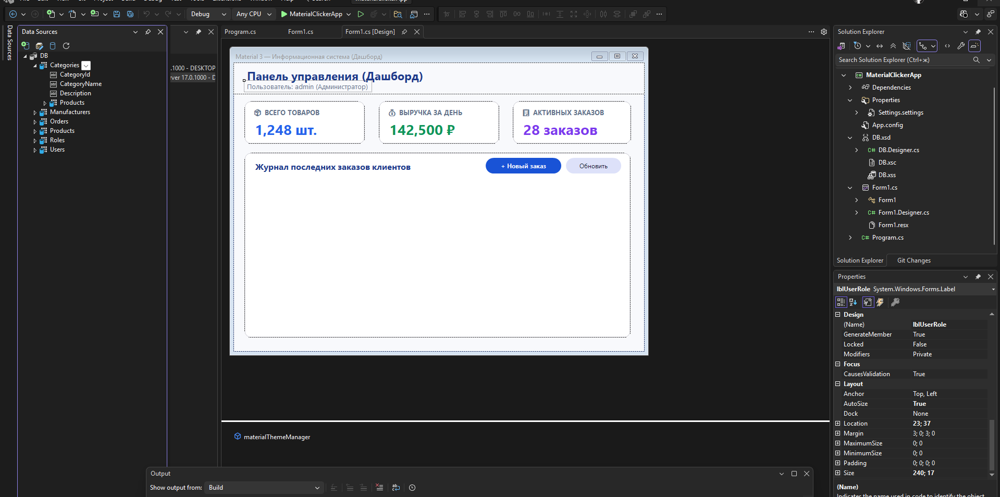 Debug
Any CPU
MaterialClickerApp
Data Sources
Data Sources
DB
Categories
CategoryId
CategoryName
Description
Products
Manufacturers
Orders
Products
Roles
Users
.1000 - DESKTOP
rver 17.0.1000 - D
Program.cs
Form1.cs
Form1.cs [Design]
Material 3 — Информационная система (Дашборд)
Панель управления (Дашборд)
Пользователь: admin (Администратор)
ВСЕГО ТОВАРОВ
1,248 шт.
ВЫРУЧКА ЗА ДЕНЬ
142,500 ₽
АКТИВНЫХ ЗАКАЗОВ
28 заказов
Журнал последних заказов клиентов
+ Новый заказ
Обновить
materialThemeManager
Output
Show output from:
Build
Solution Explorer
Search Solution Explorer (Ctrl+ж)
MaterialClickerApp
Dependencies
Properties
Settings.settings
App.config
DB.xsd
C# DB.Designer.cs
DB.xsc
DB.xss
Form1.cs
Form1
C# Form1.Designer.cs
Form1.resx
C# Program.cs
Solution Explorer
Git Changes
Properties
lblUserRole System.Windows.Forms.Label
Design
(Name) lblUserRole
GenerateMember True
Locked False
Modifiers Private
Focus
CausesValidation True
Layout
Anchor Top, Left
AutoSize True
Dock None
Location 23; 37
Margin 3; 0; 3; 0
MaximumSize 0; 0
MinimumSize 0; 0
Padding 0; 0; 0; 0
Size 240; 17
(Name)
Indicates the name used in code to identify the object